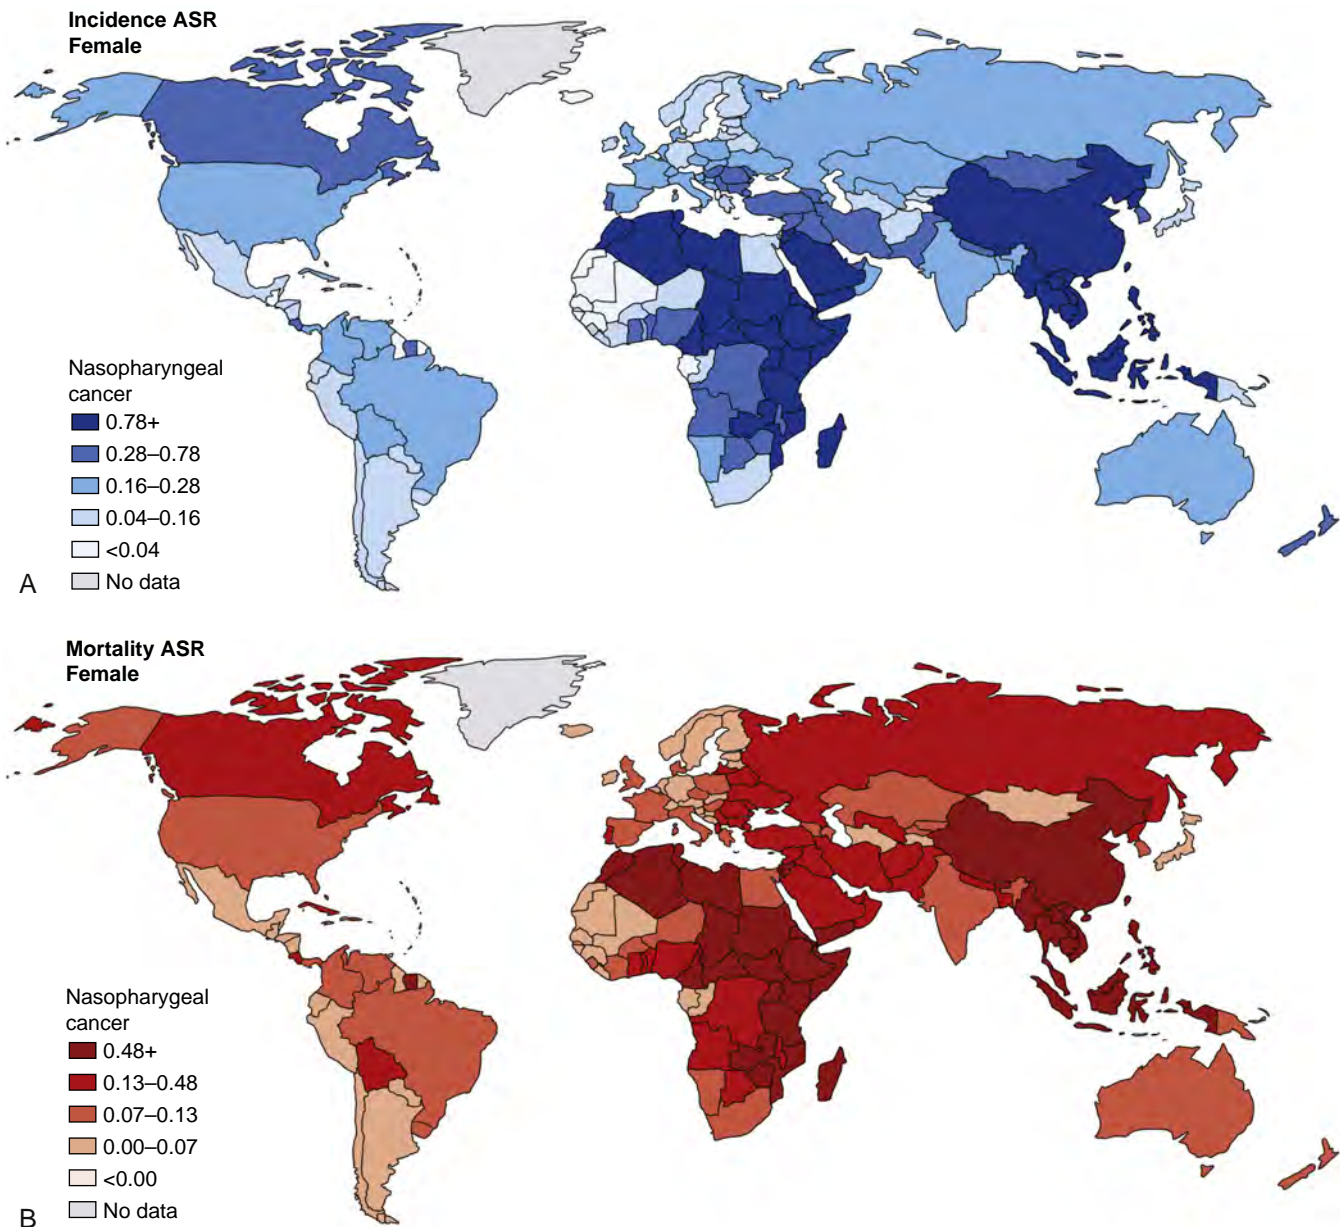 Incidence ASR
Female
Nasopharyngeal
cancer
0.78+
0.28–0.78
0.16–0.28
0.04–0.16
<0.04
No data
A
Mortality ASR
Female
Nasopharygeal
cancer
0.48+
0.13–0.48
0.07–0.13
0.00–0.07
<0.00
No data
B